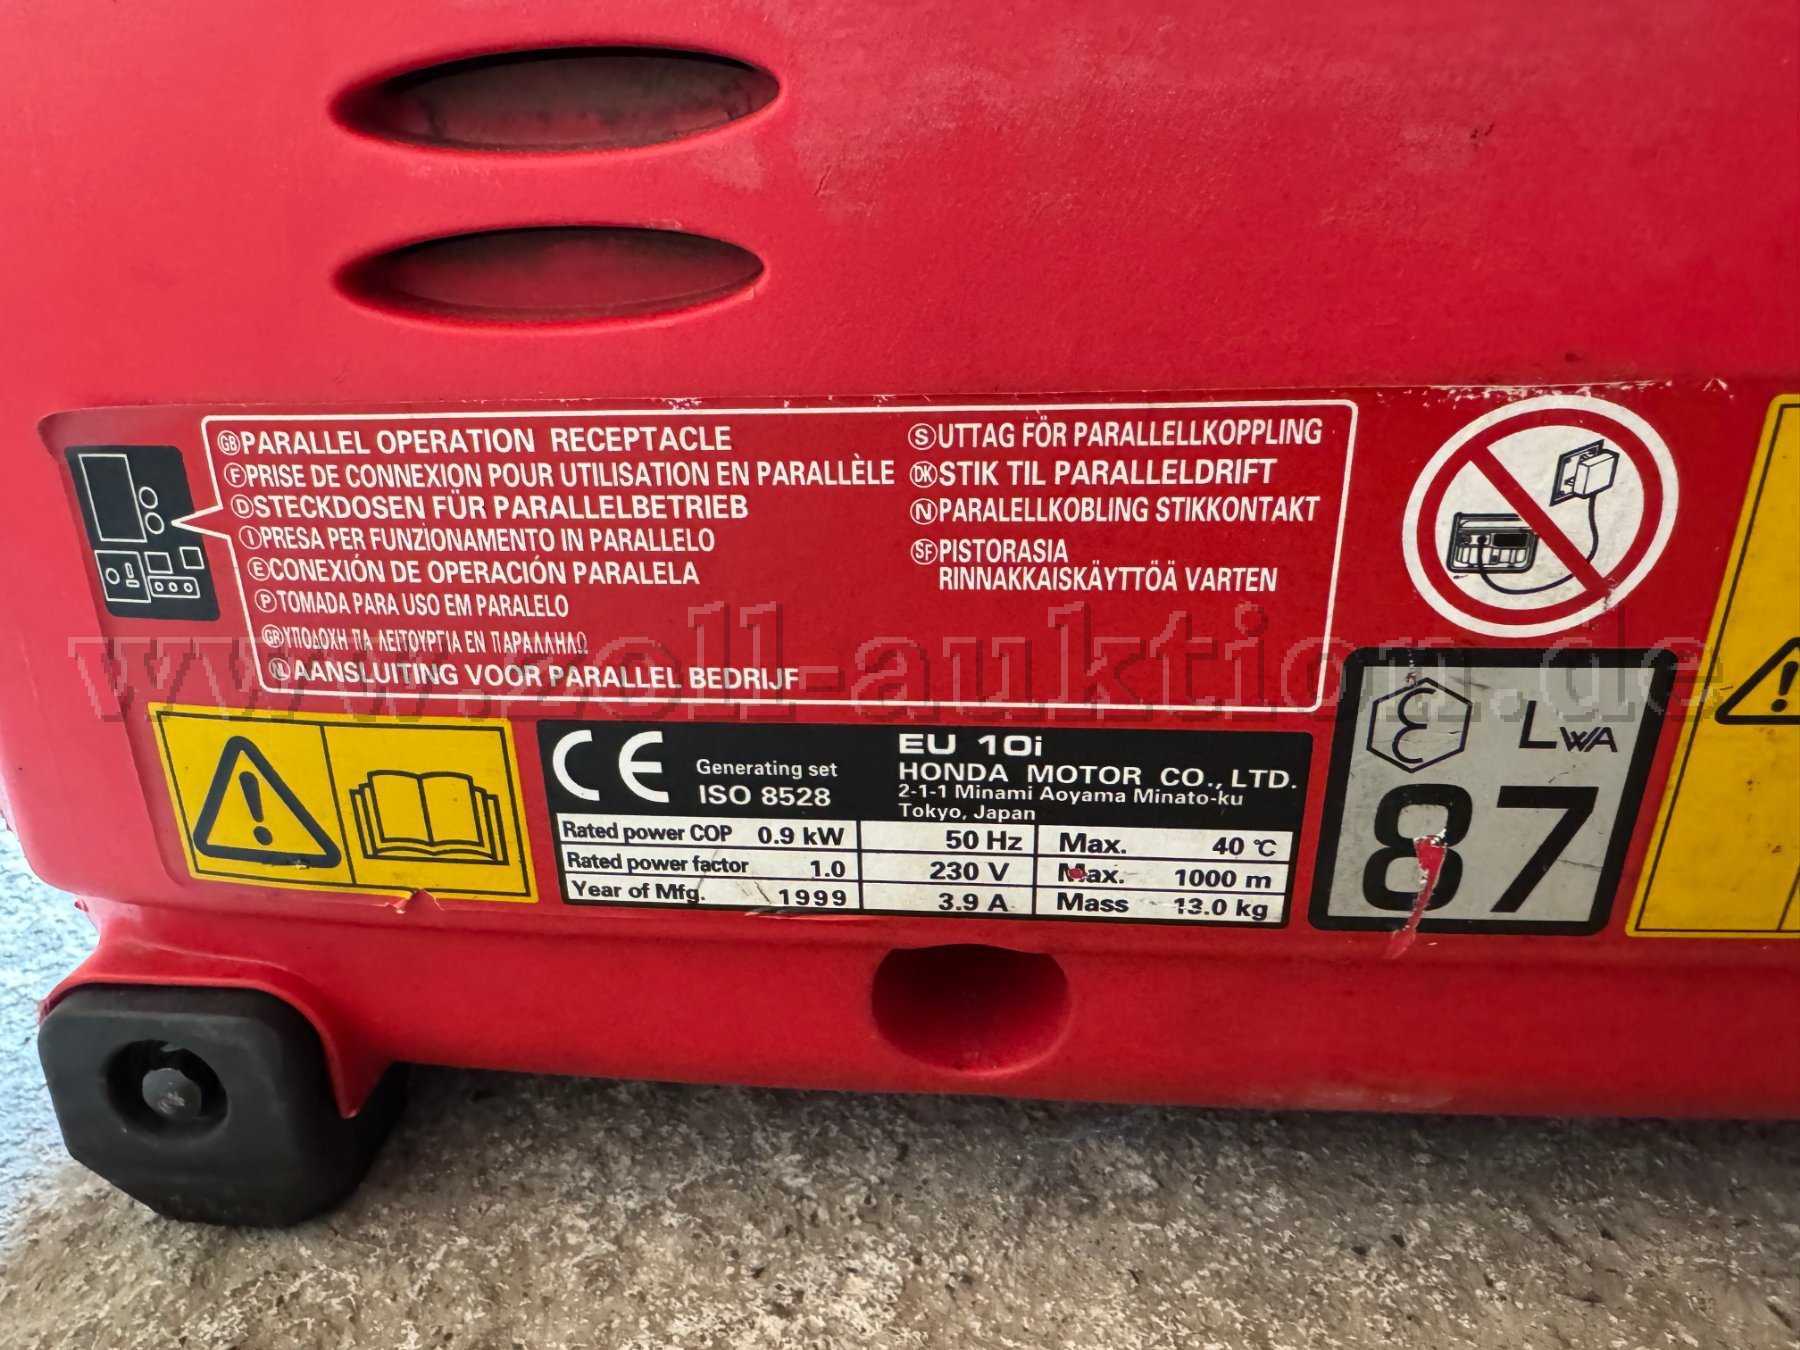 GB PARALLEL OPERATION RECEPTACLE
F PRISE DE CONNEXION POUR UTILISATION EN PARALLÈLE
D STECKDOSEN FÜR PARALLELBETRIEB
I PRESA PER FUNZIONAMENTO IN PARALLELO
E CONEXIÓN DE OPERACIÓN PARALELA
P TOMADA PARA USO EM PARALELO
GR ΥΠΟΔΟΧΗ ΓΙΑ ΛΕΙΤΟΥΡΓΙΑ ΕΝ ΠΑΡΑΛΛΗΛΩ
NL AANSLUITING VOOR PARALLEL BEDRIJF
S UTTAG FÖR PARALLELLKOPPLING
DK STIK TIL PARALLELDRIFT
N PARALELLKOBLING STIKKONTAKT
SF PISTORASIA
RINNAKKAISKÄYTTÖÄ VARTEN
www.zoll-auktion.de
CE
Generating set
ISO 8528
EU 10i
HONDA MOTOR CO., LTD.
2-1-1 Minami Aoyama Minato-ku
Tokyo, Japan
Rated power COP 0.9 kW 50 Hz Max. 40 °C
Rated power factor 1.0 230 V Max. 1000 m
Year of Mfg. 1999 3.9 A Mass 13.0 kg
LWA
87